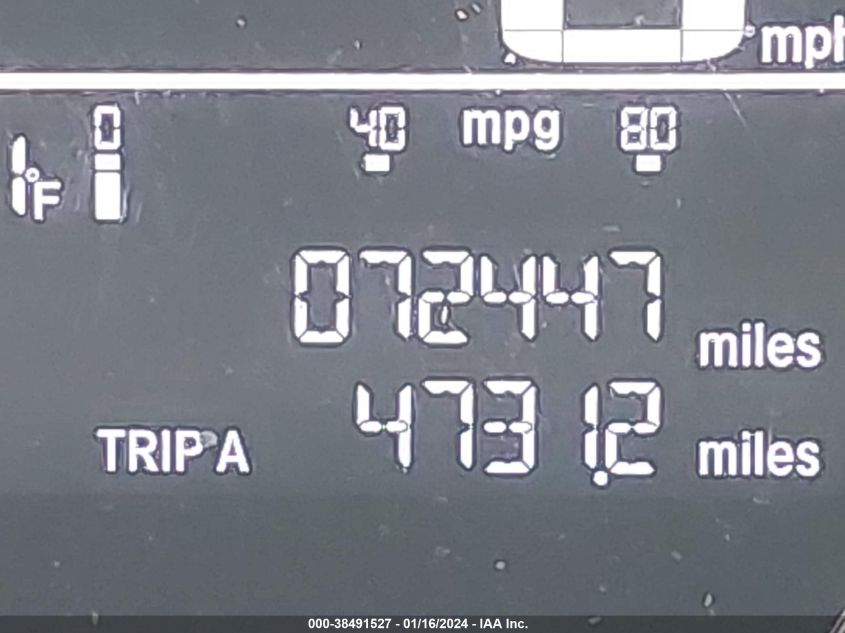 mph
0 40 mpg 80
°F
072447 miles
TRIP A 4731.2 miles
000-38491527 - 01/16/2024 - IAA Inc.